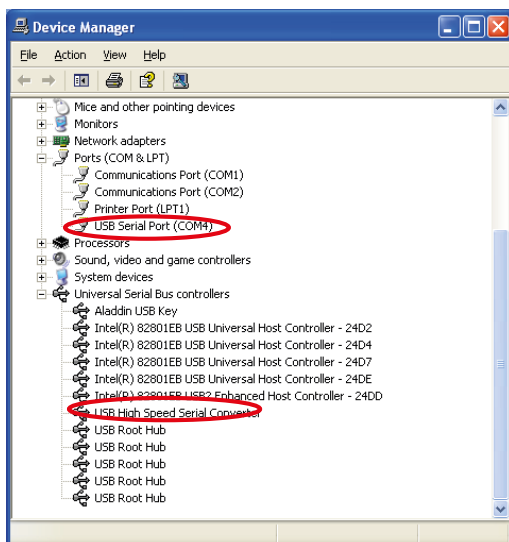 Device Manager
File Action View Help
Mice and other pointing devices
Monitors
Network adapters
Ports (COM & LPT)
Communications Port (COM1)
Communications Port (COM2)
Printer Port (LPT1)
USB Serial Port (COM4)
Processors
Sound, video and game controllers
System devices
Universal Serial Bus controllers
Aladdin USB Key
Intel(R) 82801EB USB Universal Host Controller - 24D2
Intel(R) 82801EB USB Universal Host Controller - 24D4
Intel(R) 82801EB USB Universal Host Controller - 24D7
Intel(R) 82801EB USB Universal Host Controller - 24DE
Intel(R) 82801EB USB2 Enhanced Host Controller - 24DD
USB High Speed Serial Converter
USB Root Hub
USB Root Hub
USB Root Hub
USB Root Hub
USB Root Hub